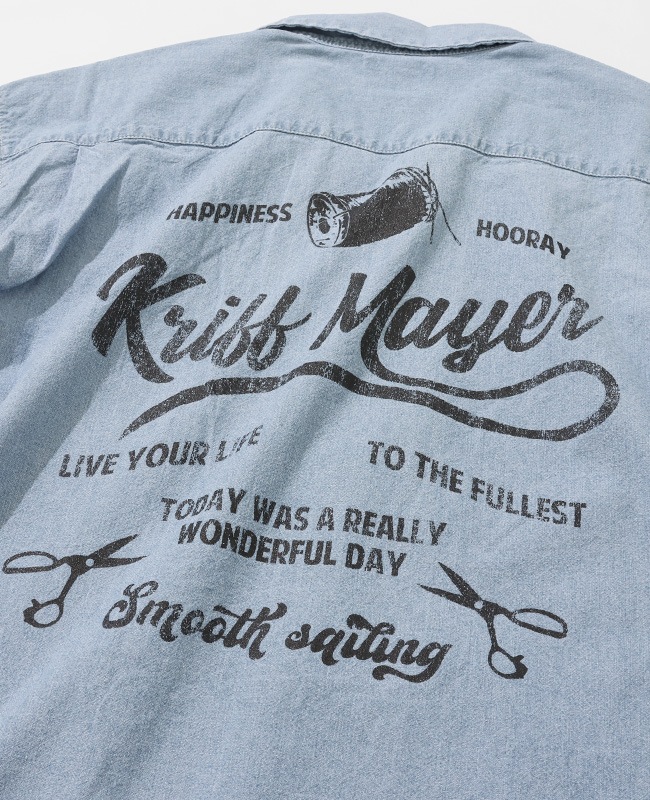 HAPPINESS HOORAY
Kriff Mayer
LIVE YOUR LIFE TO THE FULLEST
TODAY WAS A REALLY
WONDERFUL DAY
Smooth sailing